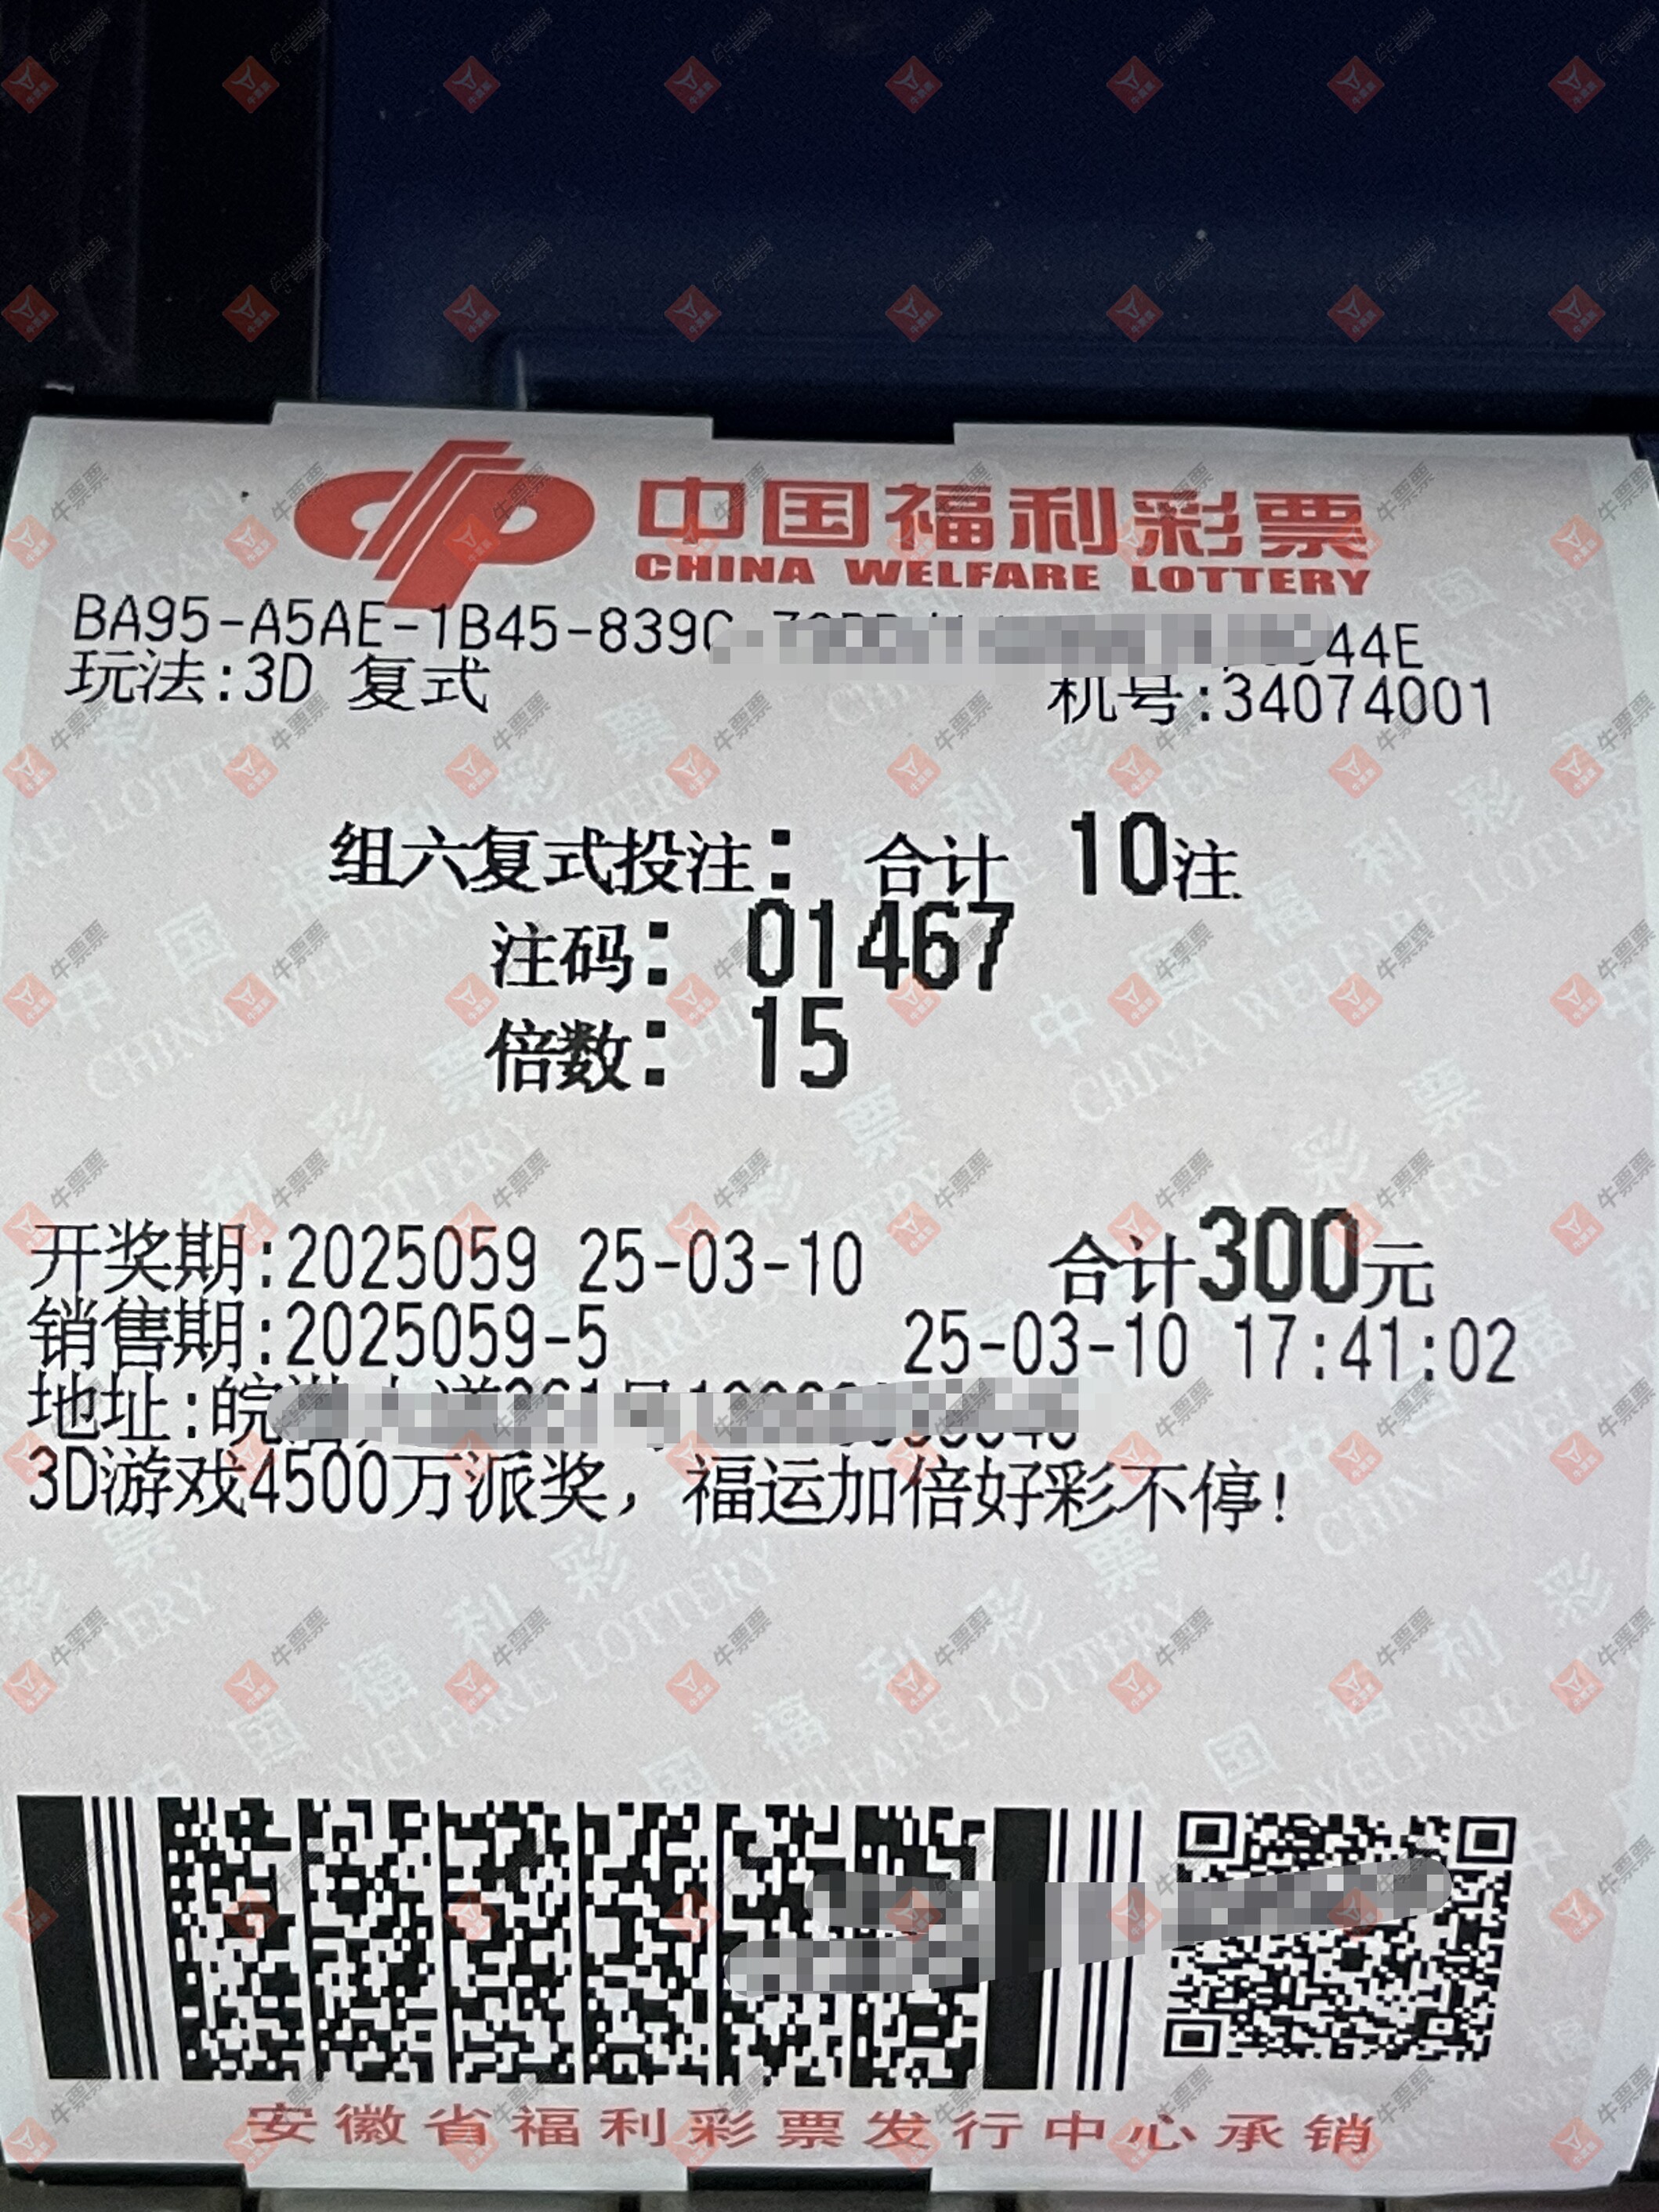 中国福利彩票
CHINA WELFARE LOTTERY
BA95-A5AE-1B45-839C 44E
玩法:3D 复式 机号:34074001
组六复式投注: 合计 10注
注码: 01467
倍数: 15
开奖期:2025059 25-03-10 合计300元
销售期:2025059-5 25-03-10 17:41:02
地址:皖
3D游戏4500万派奖，福运加倍好彩不停!
安徽省福利彩票发行中心承销
牛票票